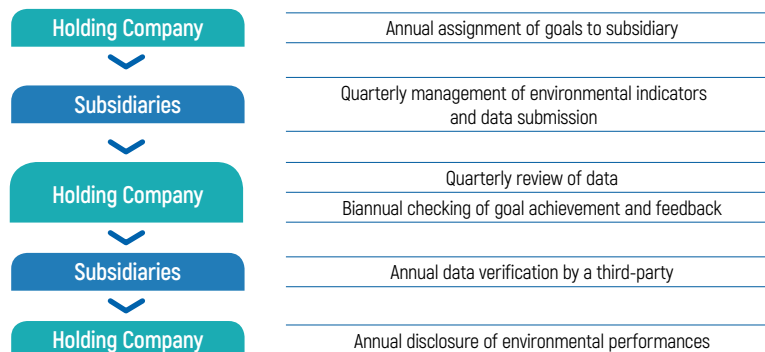 Holding Company
Annual assignment of goals to subsidiary
Subsidiaries
Quarterly management of environmental indicators
and data submission
Holding Company
Quarterly review of data
Biannual checking of goal achievement and feedback
Subsidiaries
Annual data verification by a third-party
Holding Company
Annual disclosure of environmental performances